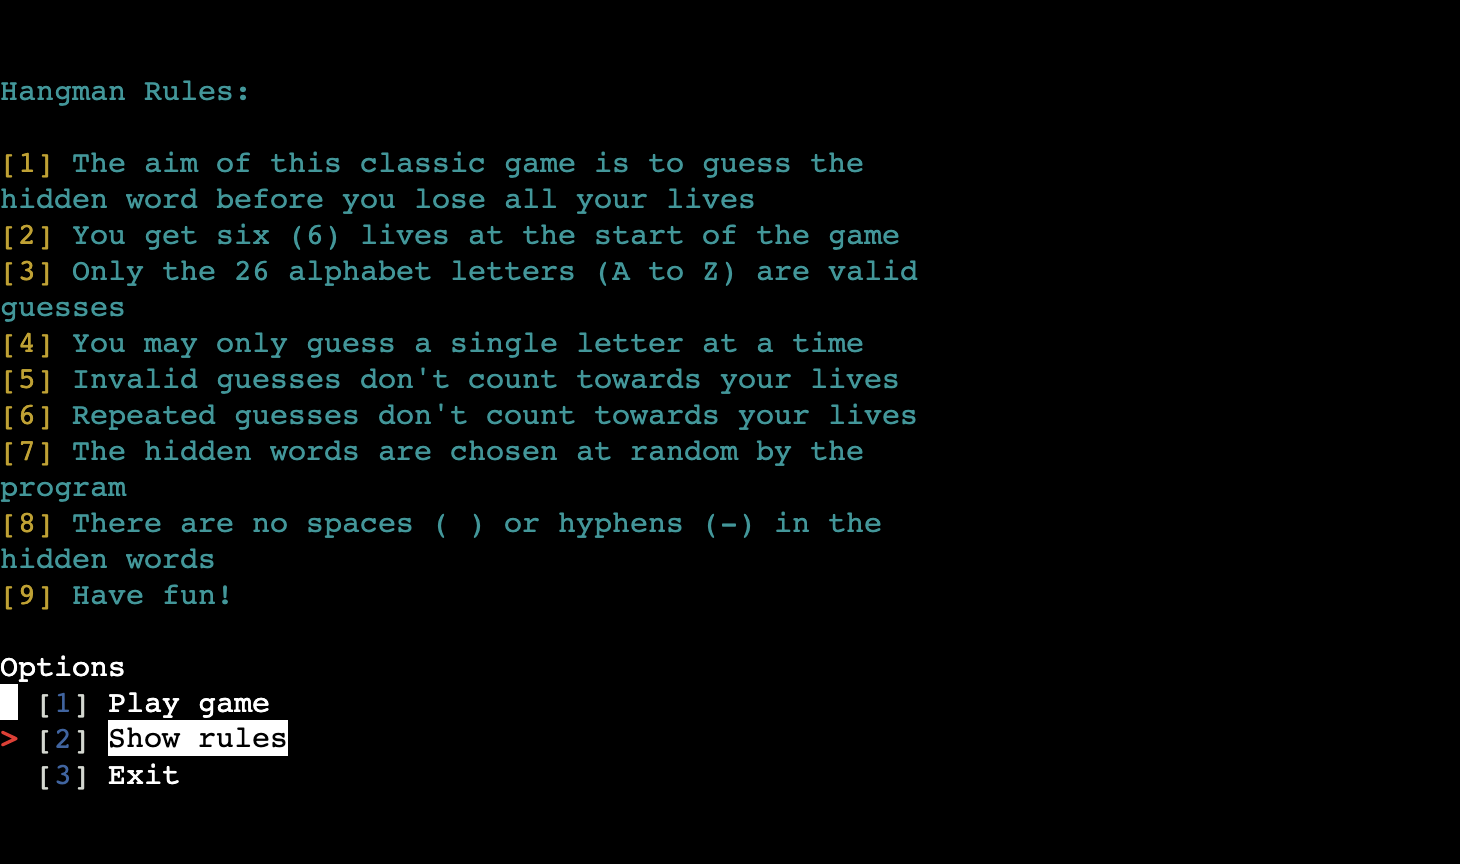 Hangman Rules:
[1] The aim of this classic game is to guess the
hidden word before you lose all your lives
[2] You get six (6) lives at the start of the game
[3] Only the 26 alphabet letters (A to Z) are valid
guesses
[4] You may only guess a single letter at a time
[5] Invalid guesses don't count towards your lives
[6] Repeated guesses don't count towards your lives
[7] The hidden words are chosen at random by the
program
[8] There are no spaces ( ) or hyphens (-) in the
hidden words
[9] Have fun!
Options
[1] Play game
> [2] Show rules
[3] Exit